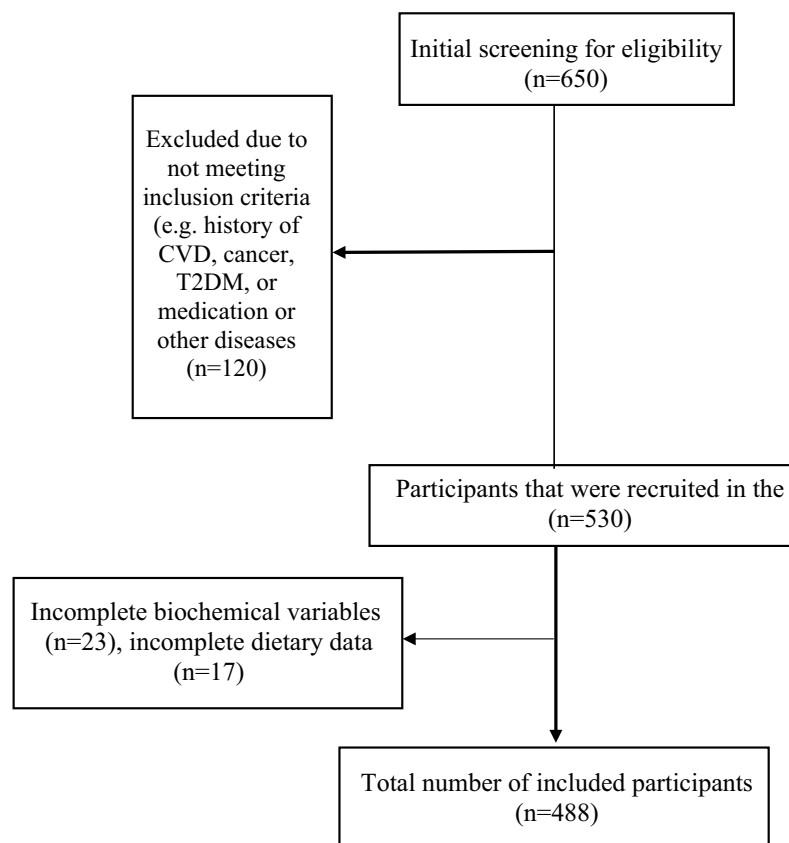 Initial screening for eligibility
(n=650)
Excluded due to
not meeting
inclusion criteria
(e.g. history of
CVD, cancer,
T2DM, or
medication or
other diseases
(n=120)
Participants that were recruited in the
(n=530)
Incomplete biochemical variables
(n=23), incomplete dietary data
(n=17)
Total number of included participants
(n=488)